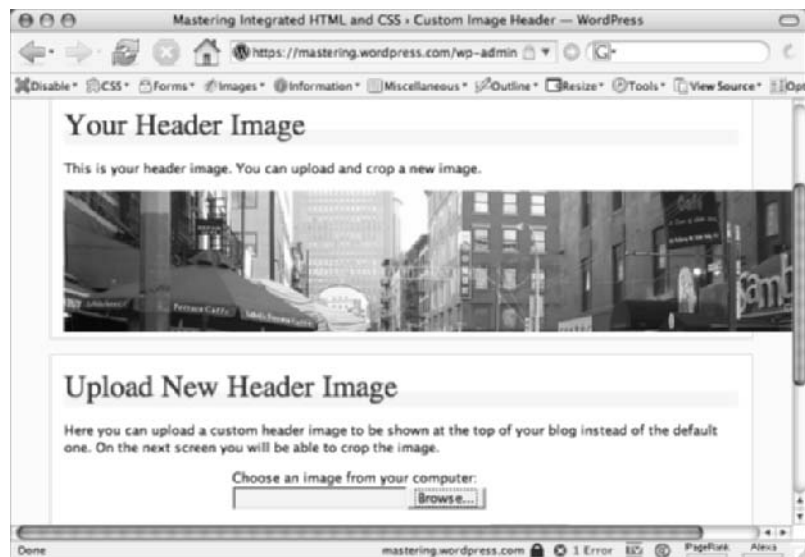 Mastering Integrated HTML and CSS › Custom Image Header — WordPress
https://mastering.wordpress.com/wp-admin
Disable CSS Forms Images Information Miscellaneous Outline Resize Tools View Source Opt
Your Header Image
This is your header image. You can upload and crop a new image.
Terrace Caffe
Upload New Header Image
Here you can upload a custom header image to be shown at the top of your blog instead of the default
one. On the next screen you will be able to crop the image.
Choose an image from your computer:
Browse...
Done mastering.wordpress.com 1 Error PageRank Alexa